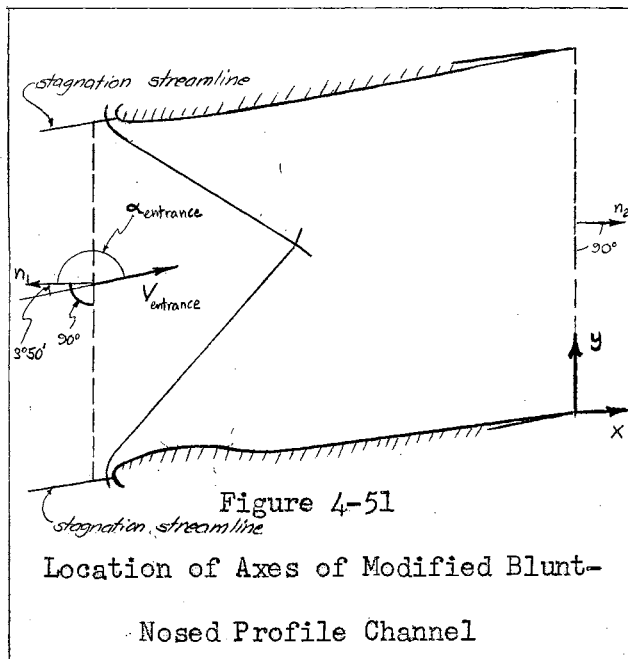 stagnation streamline
α entrance
n₁
n₂
90°
V entrance
3°50'
90°
y
x
Figure 4-51
stagnation streamline
Location of Axes of Modified Blunt-
Nosed Profile Channel